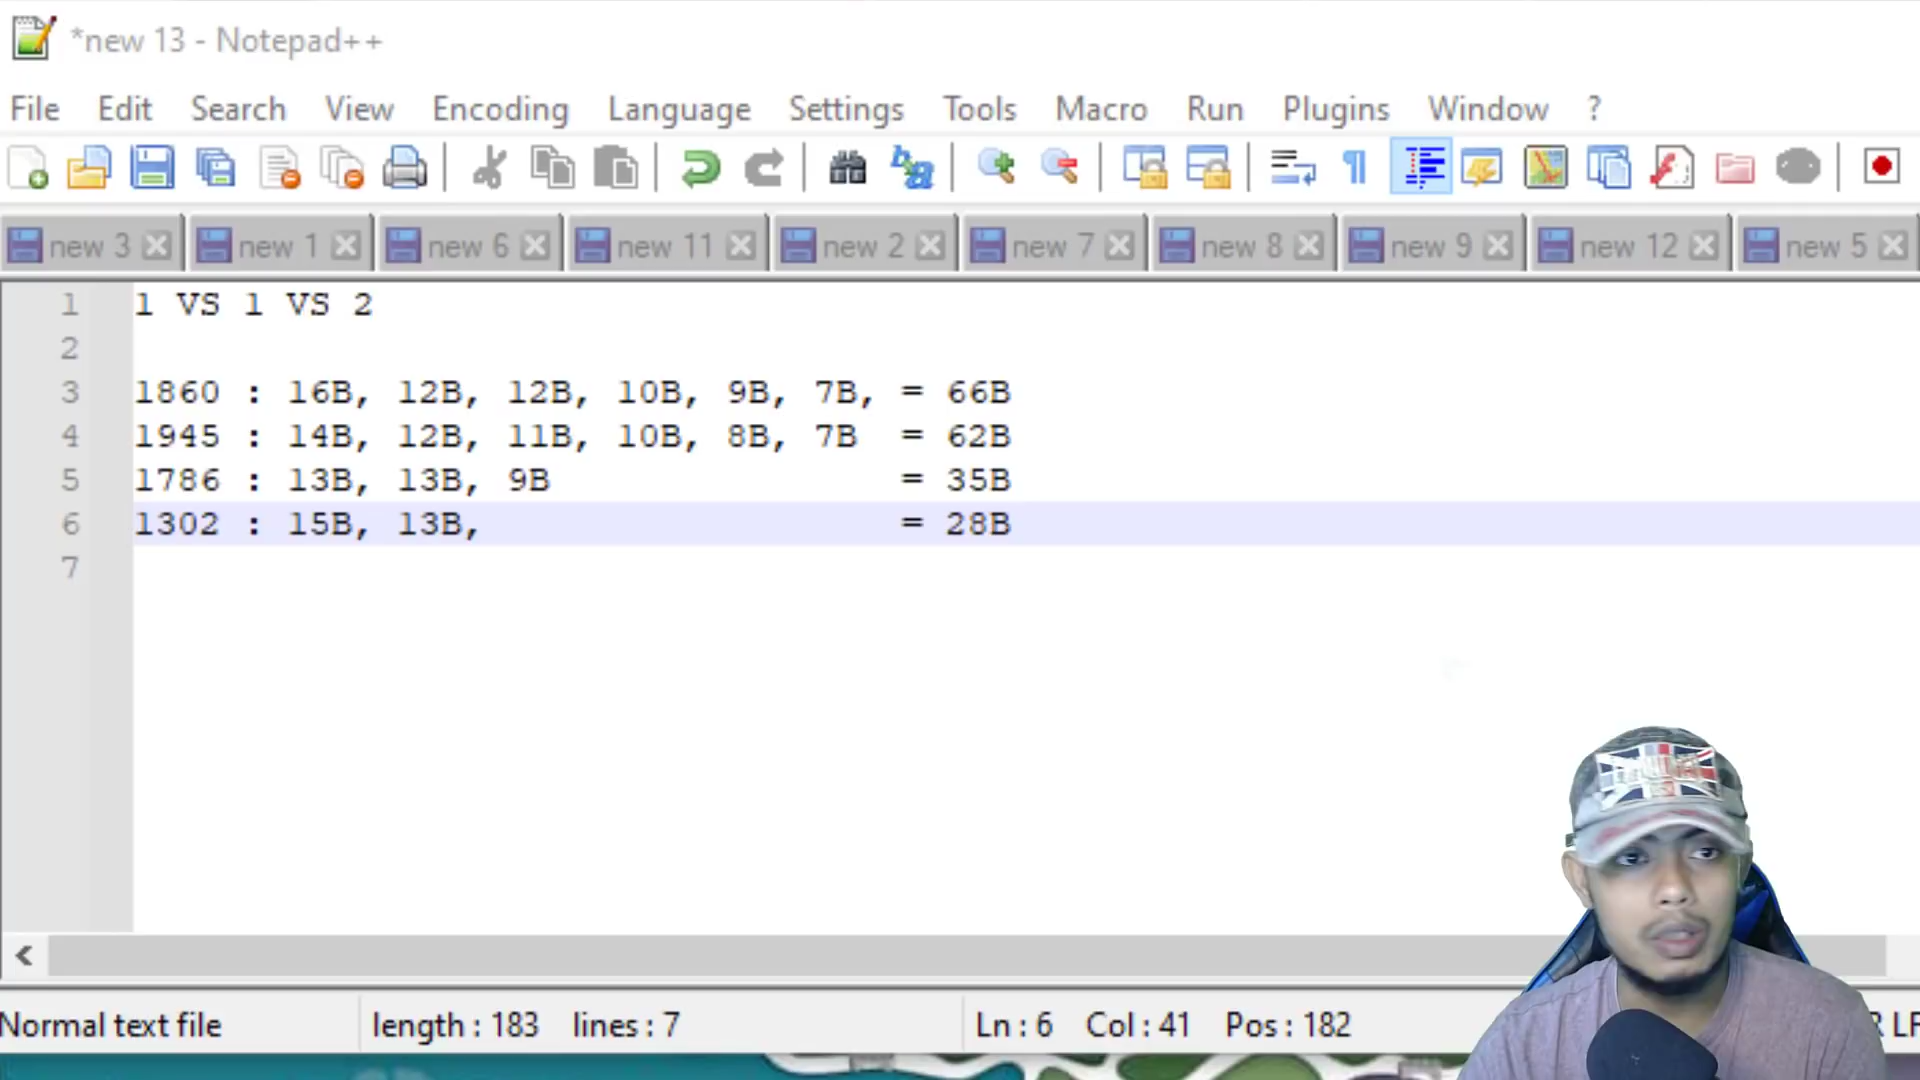 *new 13 - Notepad++
File Edit Search View Encoding Language Settings Tools Macro Run Plugins Window ?
new 3 new 1 new 6 new 11 new 2 new 7 new 8 new 9 new 12 new 5
1 1 VS 1 VS 2
2
3 1860 : 16B, 12B, 12B, 10B, 9B, 7B, = 66B
4 1945 : 14B, 12B, 11B, 10B, 8B, 7B = 62B
5 1786 : 13B, 13B, 9B = 35B
6 1302 : 15B, 13B, = 28B
7
Normal text file length : 183 lines : 7 Ln : 6 Col : 41 Pos : 182 R LF